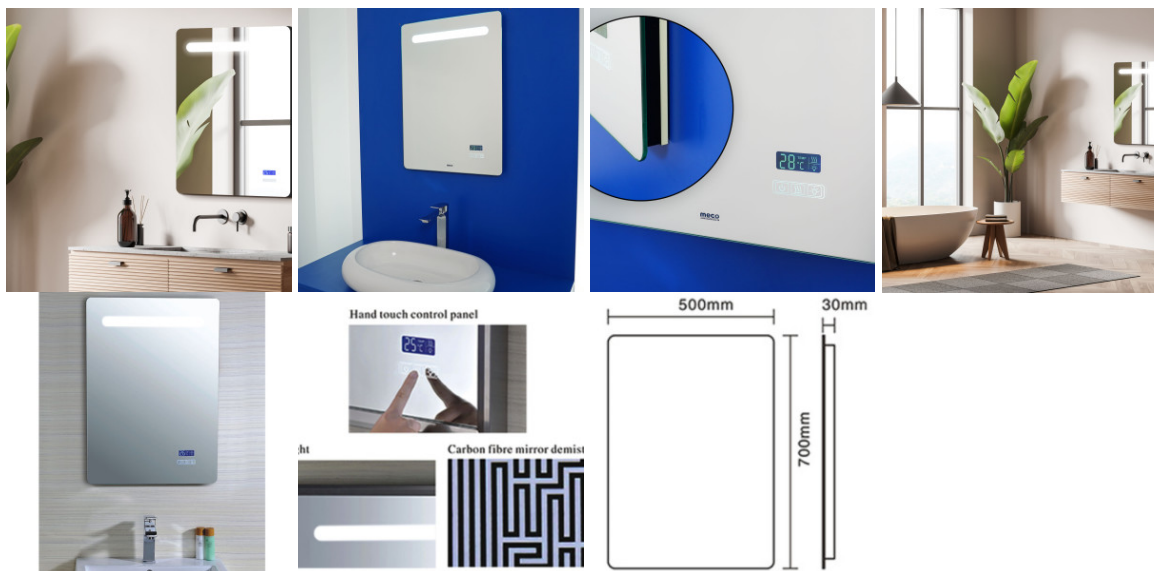 28 °C
meco
Hand touch control panel
25 °C
ght
Carbon fibre mirror demist
500mm
30mm
700mm